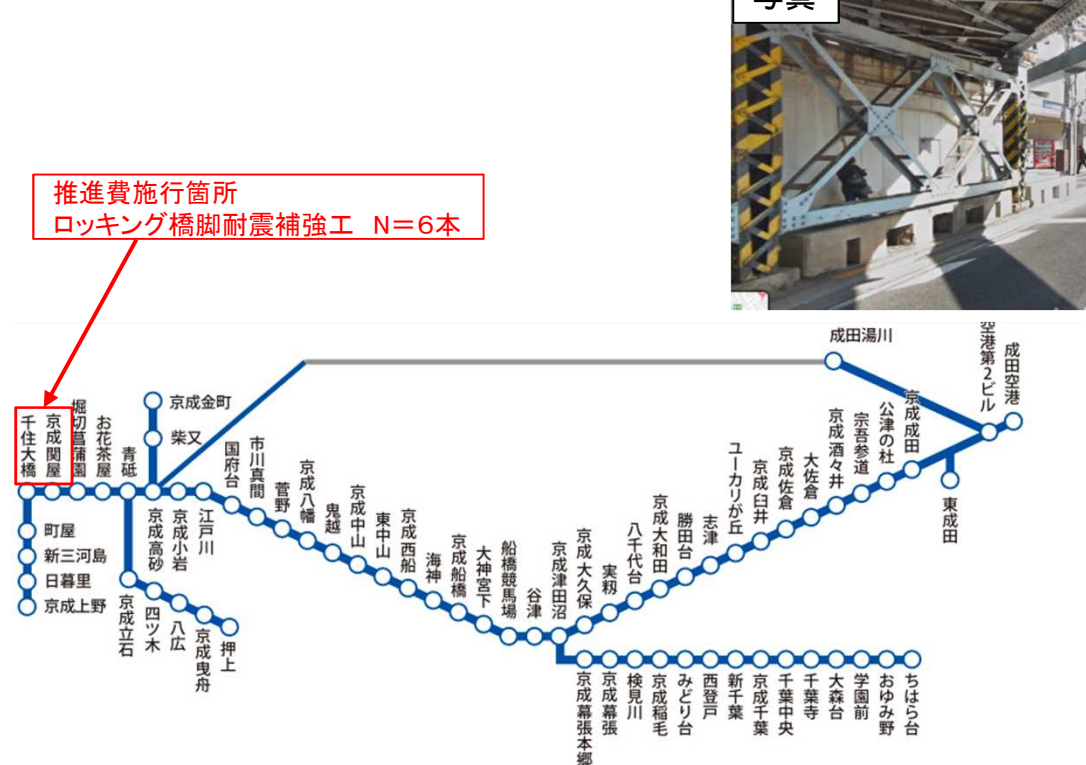 写真
推進費施行箇所
ロッキング橋脚耐震補強工　N＝6本
成田湯川
空港第2ビル
成田空港
京成金町
柴又
千住大橋
京成関屋
堀切菖蒲園
お花茶屋
青砥
国府台
市川真間
菅野
京成八幡
鬼越
京成中山
東中山
京成西船
海神
京成船橋
大神宮下
船橋競馬場
谷津
京成津田沼
京成大久保
実籾
八千代台
京成大和田
勝田台
志津
ユーカリが丘
京成臼井
京成佐倉
大佐倉
京成酒々井
宗吾参道
公津の杜
京成成田
東成田
町屋
新三河島
日暮里
京成上野
京成高砂
京成小岩
江戸川
京成立石
四ツ木
八広
京成曳舟
押上
京成幕張本郷
京成幕張
検見川
京成稲毛
みどり台
西登戸
新千葉
京成千葉
千葉中央
千葉寺
大森台
学園前
おゆみ野
ちはら台